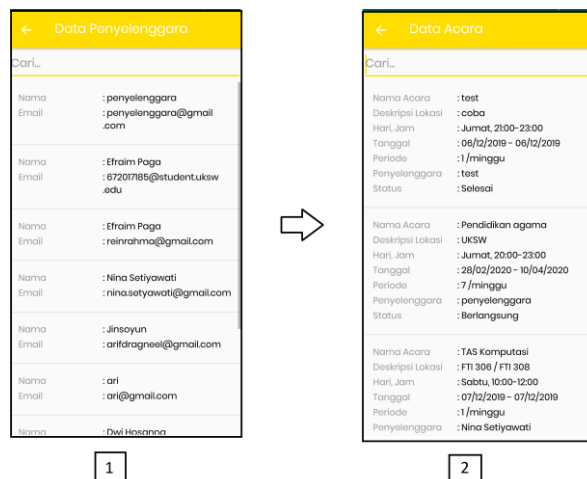 Data Penyelenggara
Cari...
Nama : penyelenggara
Email : penyelenggara@gmail
.com
Nama : Efraim Paga
Email : 672017185@student.uksw
.edu
Nama : Efraim Paga
Email : reinrahma@gmail.com
Nama : Nina Setiyawati
Email : nina.setyawati@gmail.com
Nama : Jinsoyun
Email : arifdragneel@gmail.com
Nama : ari
Email : ari@gmail.com
Nama : Dwi Hosanna
1
Data Acara
Cari...
Nama Acara : test
Deskripsi Lokasi : coba
Hari, Jam : Jumat, 21:00-23:00
Tanggal : 06/12/2019 - 06/12/2019
Periode : 1 /minggu
Penyelenggara : test
Status : Selesai
Nama Acara : Pendidikan agama
Deskripsi Lokasi : UKSW
Hari, Jam : Jumat, 20:00-23:00
Tanggal : 28/02/2020 - 10/04/2020
Periode : 7 /minggu
Penyelenggara : penyelenggara
Status : Berlangsung
Nama Acara : TAS Komputasi
Deskripsi Lokasi : FTI 306 / FTI 308
Hari, Jam : Sabtu, 10:00-12:00
Tanggal : 07/12/2019 - 07/12/2019
Periode : 1 /minggu
Penyelenggara : Nina Setiyawati
2